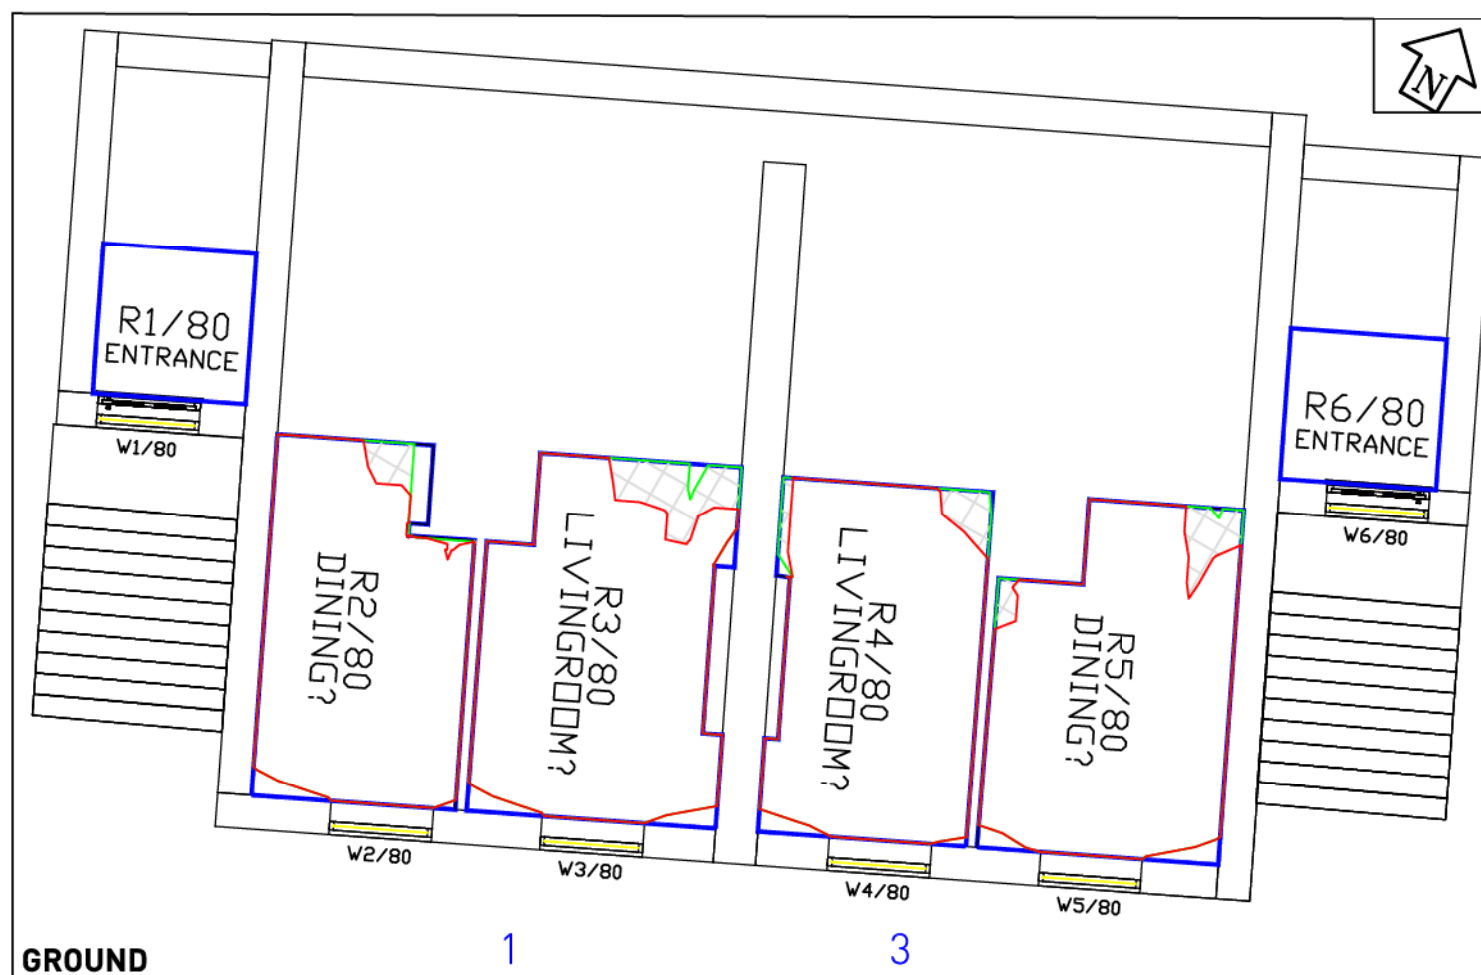 N
R1/80
ENTRANCE
W1/80
R2/80
DINING?
W2/80
R3/80
LIVINGROOM?
W3/80
R4/80
LIVINGROOM?
W4/80
R5/80
DINING?
W5/80
R6/80
ENTRANCE
W6/80
GROUND
1
3